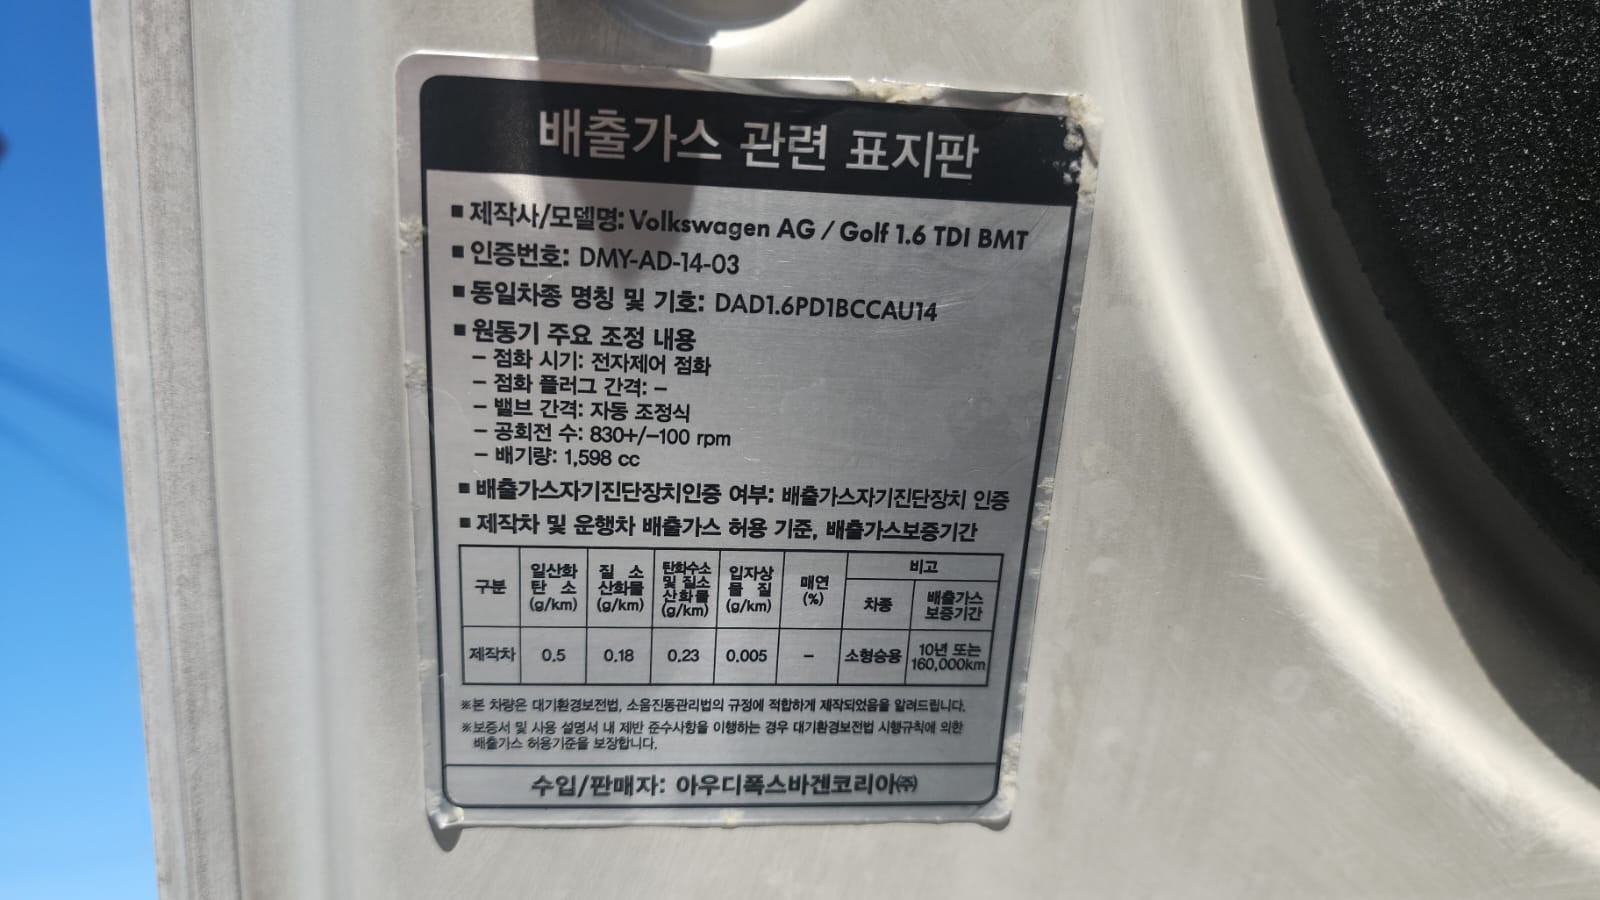 배출가스 관련 표지판
■ 제작사/모델명: Volkswagen AG / Golf 1.6 TDI BMT
■ 인증번호: DMY-AD-14-03
■ 동일차종 명칭 및 기호: DAD1.6PD1BCCAU14
■ 원동기 주요 조정 내용
– 점화 시기: 전자제어 점화
– 점화 플러그 간격: –
– 밸브 간격: 자동 조정식
– 공회전 수: 830+/–100 rpm
– 배기량: 1,598 cc
■ 배출가스자기진단장치인증 여부: 배출가스자기진단장치 인증
■ 제작차 및 운행차 배출가스 허용 기준, 배출가스보증기간
구분 일산화탄소 (g/km) 질소산화물 (g/km) 탄화수소 및 질소산화물 (g/km) 입자상물질 (g/km) 매연 (%) 비고
차종 배출가스 보증기간
제작차 0.5 0.18 0.23 0.005 – 소형승용 10년 또는 160,000km
※본 차량은 대기환경보전법, 소음진동관리법의 규정에 적합하게 제작되었음을 알려드립니다.
※보증서 및 사용 설명서 내 제반 준수사항을 이행하는 경우 대기환경보전법 시행규칙에 의한
배출가스 허용기준을 보장합니다.
수입/판매자: 아우디폭스바겐코리아㈜